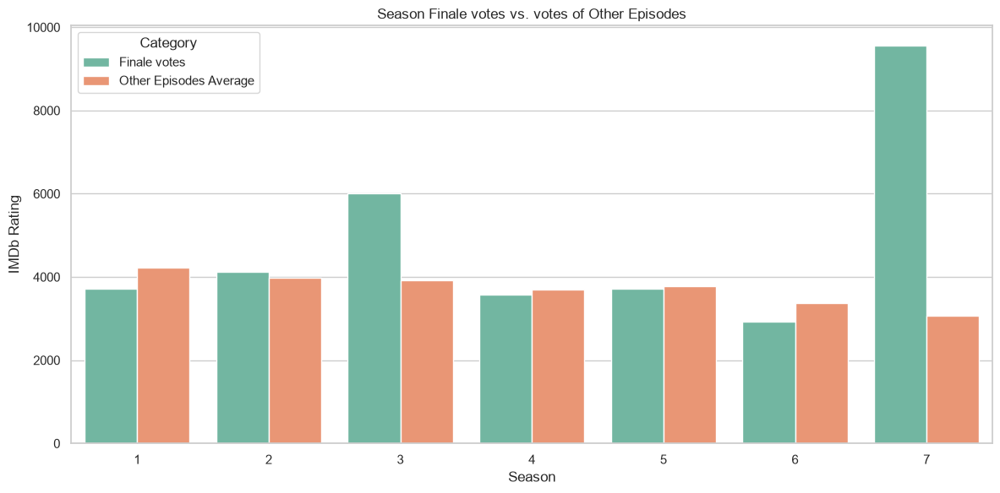 Season Finale votes vs. votes of Other Episodes
Category
Finale votes
Other Episodes Average
IMDb Rating
10000
8000
6000
4000
2000
0
1 2 3 4 5 6 7
Season